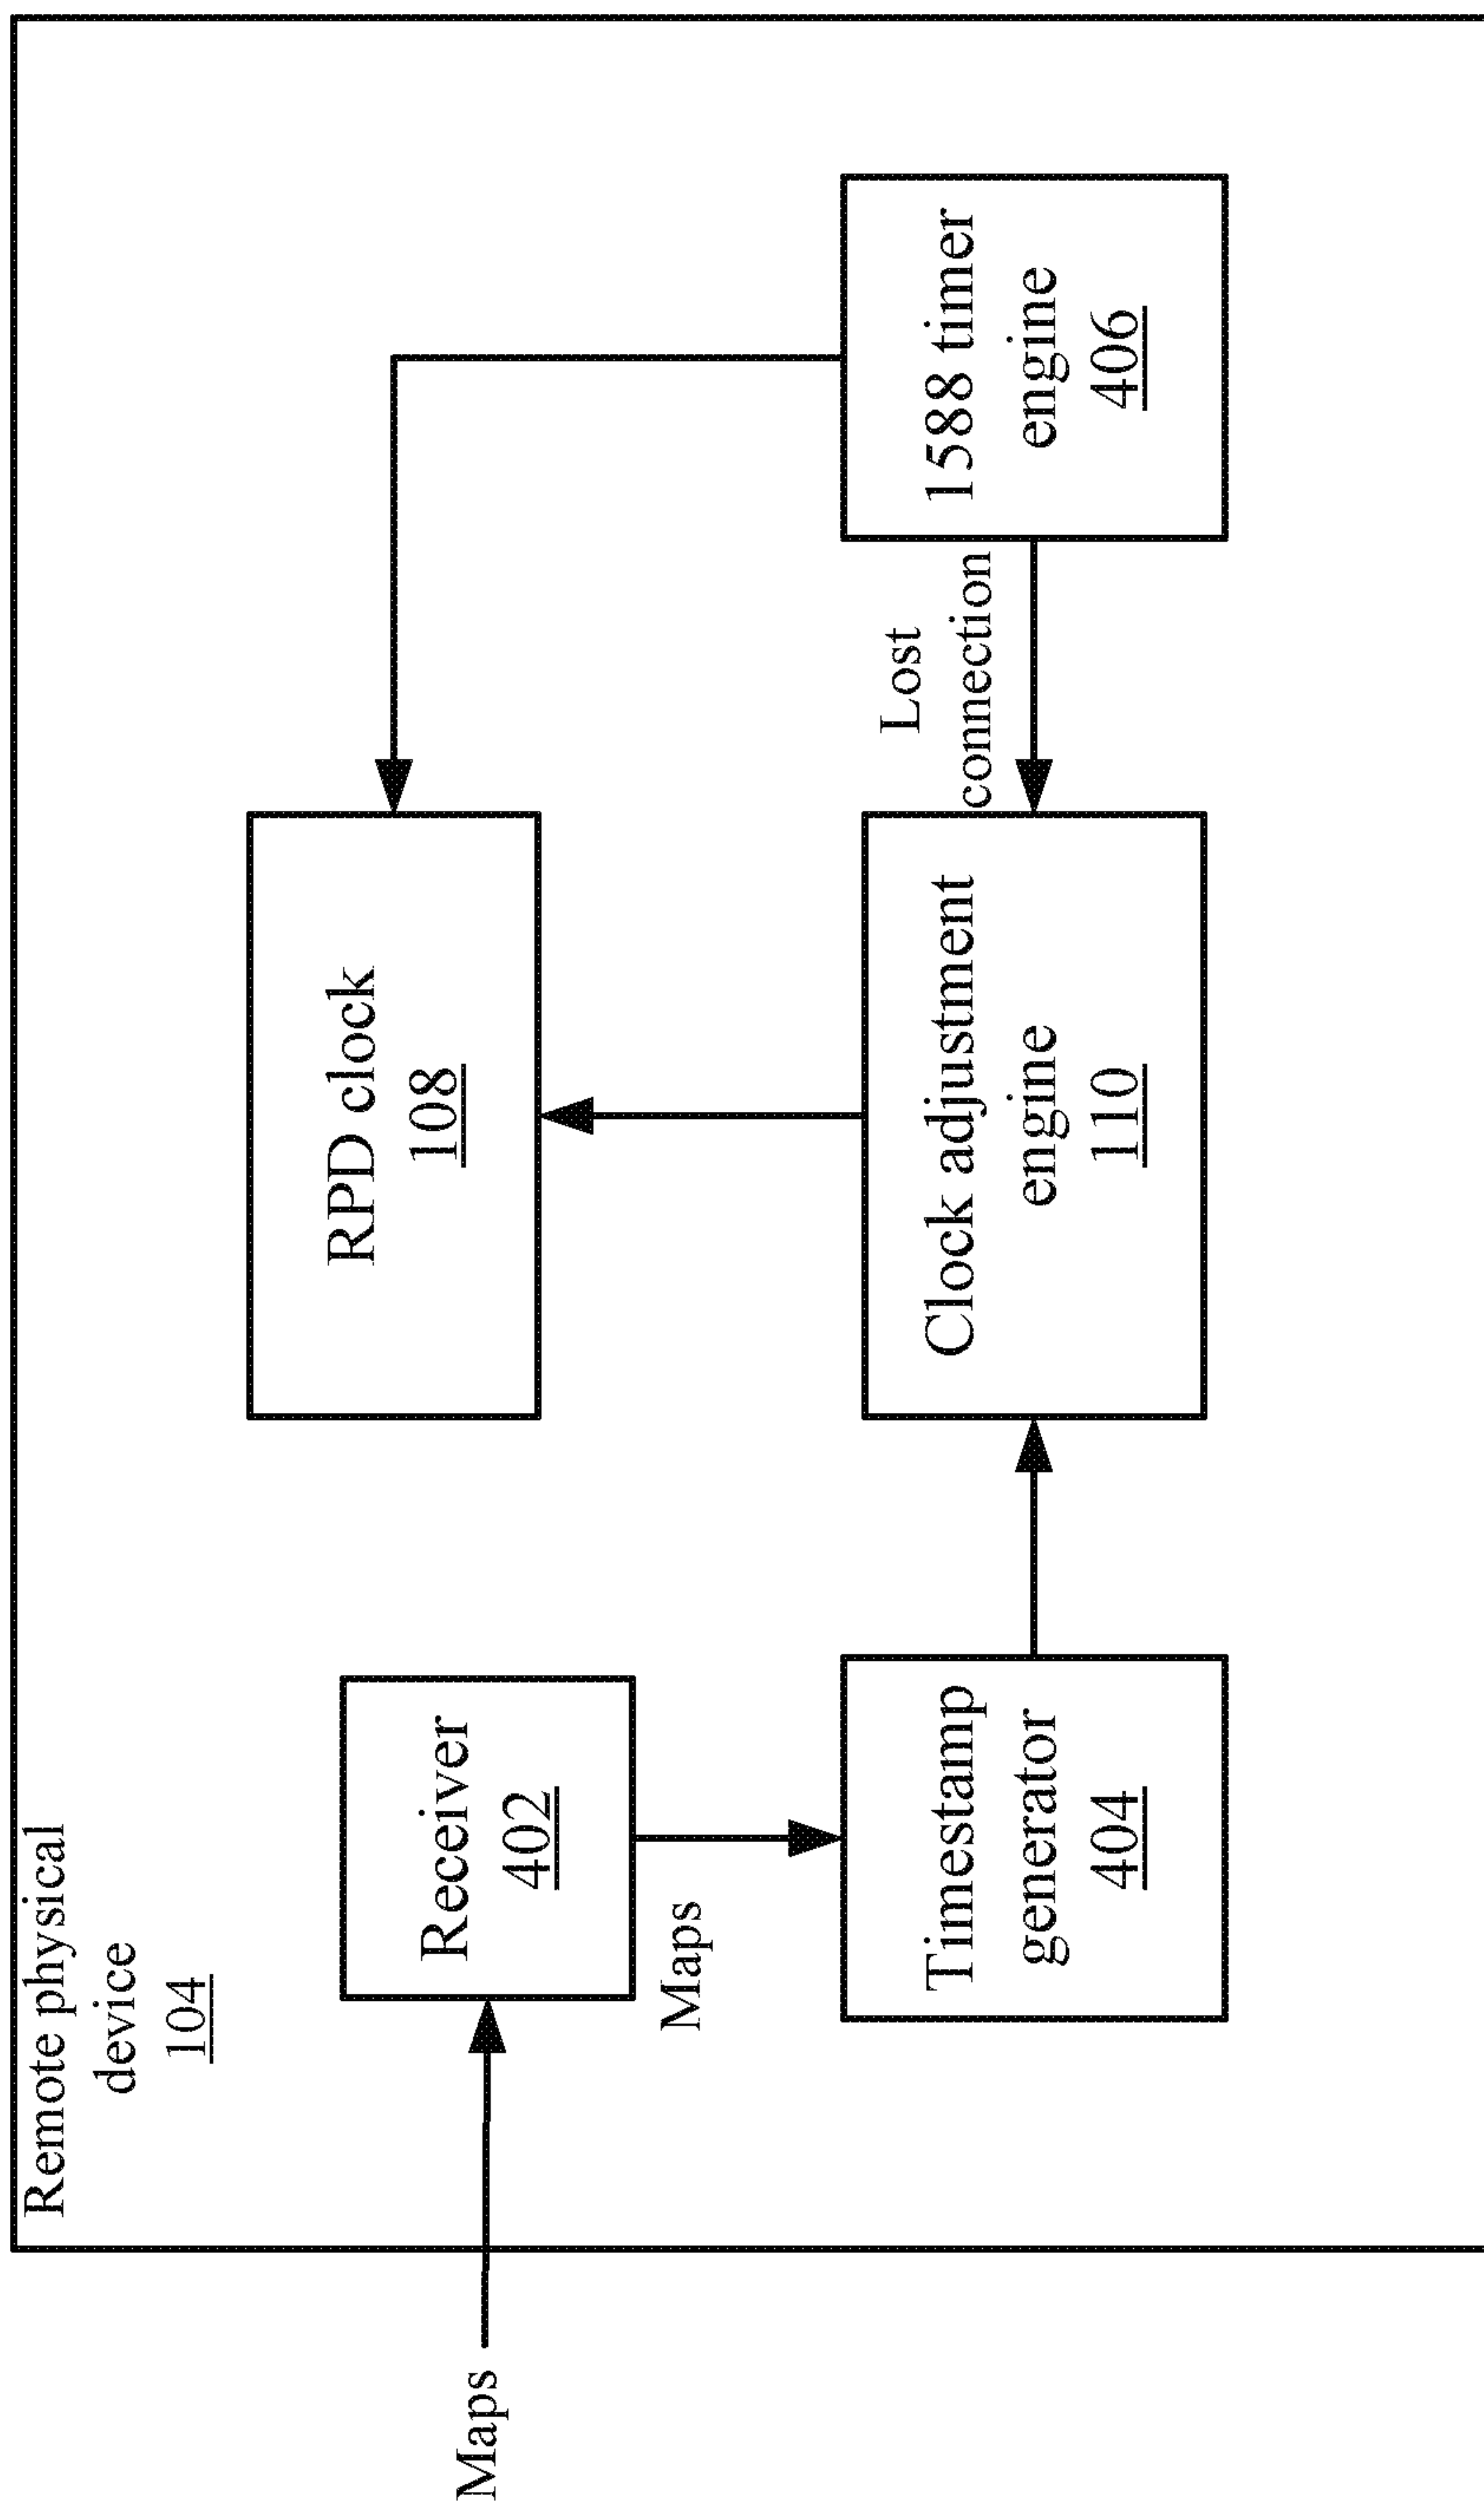 Remote physical
device
104
Maps
Receiver
402
Maps
Timestamp
generator
404
RPD clock
108
Clock adjustment
engine
110
Lost
connection
1588 timer
engine
406